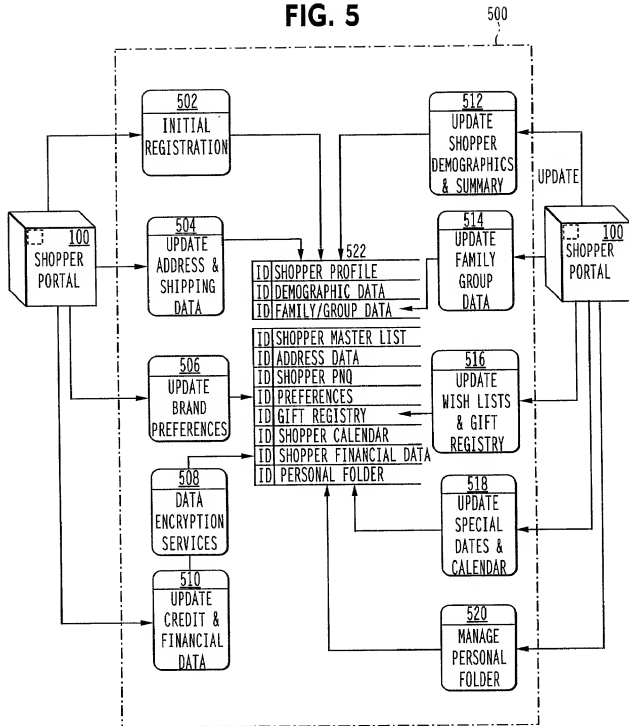 FIG. 5
500
502
INITIAL
REGISTRATION
512
UPDATE
SHOPPER
DEMOGRAPHICS
& SUMMARY
UPDATE
100
SHOPPER
PORTAL
504
UPDATE
ADDRESS &
SHIPPING
DATA
514
UPDATE
FAMILY
GROUP
DATA
100
SHOPPER
PORTAL
522
ID SHOPPER PROFILE
ID DEMOGRAPHIC DATA
ID FAMILY/GROUP DATA
ID SHOPPER MASTER LIST
ID ADDRESS DATA
ID SHOPPER PNQ
ID PREFERENCES
ID GIFT REGISTRY
ID SHOPPER CALENDAR
ID SHOPPER FINANCIAL DATA
ID PERSONAL FOLDER
506
UPDATE
BRAND
PREFERENCES
516
UPDATE
WISH LISTS
& GIFT
REGISTRY
508
DATA
ENCRYPTION
SERVICES
518
UPDATE
SPECIAL
DATES &
CALENDAR
510
UPDATE
CREDIT &
FINANCIAL
DATA
520
MANAGE
PERSONAL
FOLDER